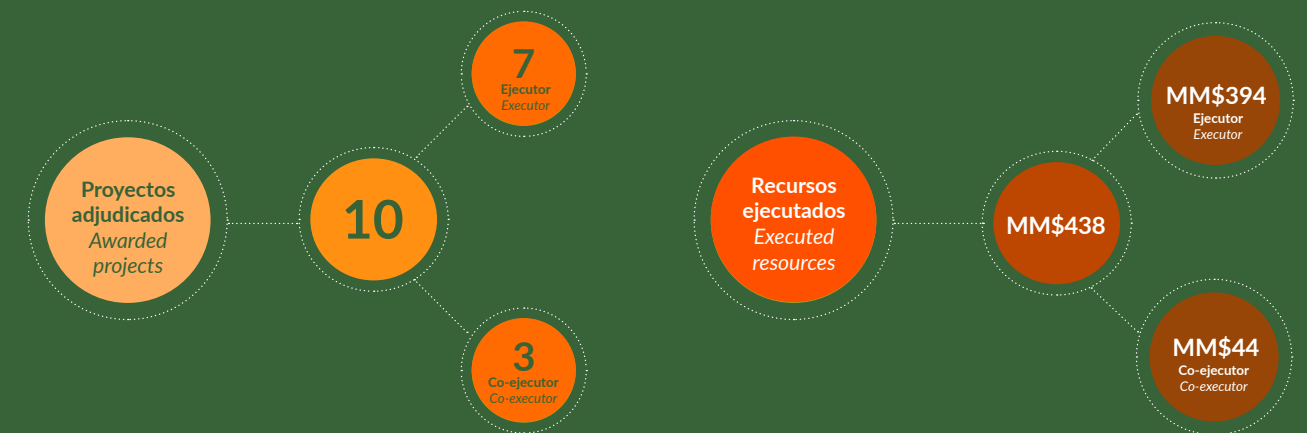 Proyectos
adjudicados
Awarded
projects
10
7
Ejecutor
Executor
3
Co-ejecutor
Co-executor
Recursos
ejecutados
Executed
resources
MM$438
MM$394
Ejecutor
Executor
MM$44
Co-ejecutor
Co-executor